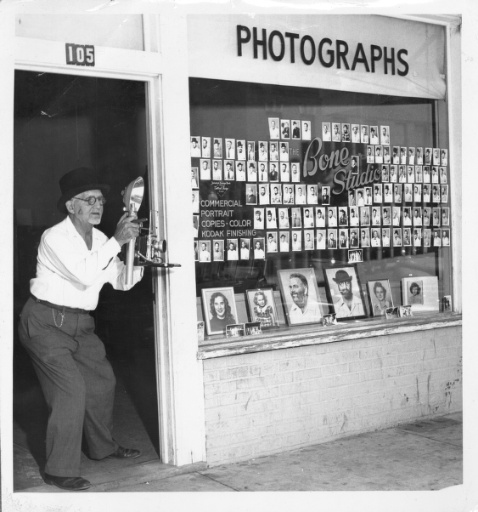 105
PHOTOGRAPHS
Bone
Studio
COMMERCIAL
PORTRAIT
COPIES - COLOR
KODAK FINISHING